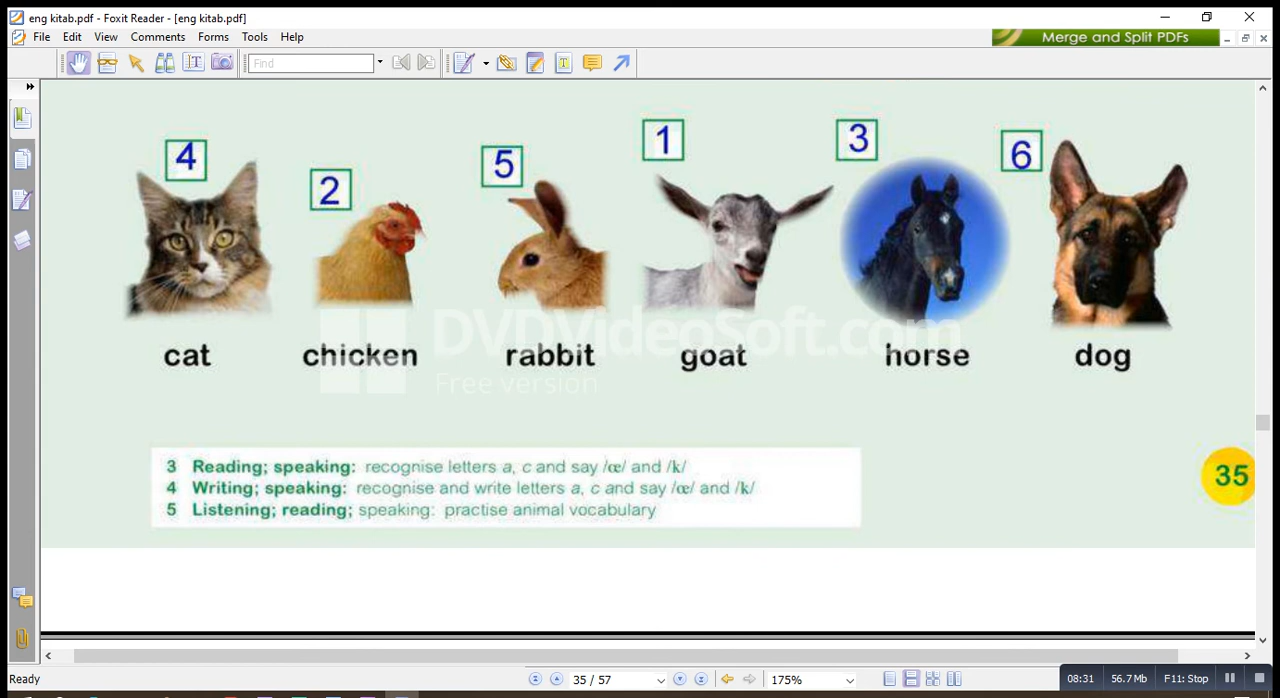 eng kitab.pdf - Foxit Reader - [eng kitab.pdf]
File Edit View Comments Forms Tools Help
Merge and Split PDFs
Find
4
2
5
1
3
6
DVDVideoSoft.com
Free version
cat chicken rabbit goat horse dog
3 Reading; speaking: recognise letters a, c and say /œ/ and /k/
4 Writing; speaking: recognise and write letters a, c and say /œ/ and /k/
5 Listening; reading; speaking: practise animal vocabulary
35
Ready
35 / 57
175%
08:31 56.7 Mb F11: Stop